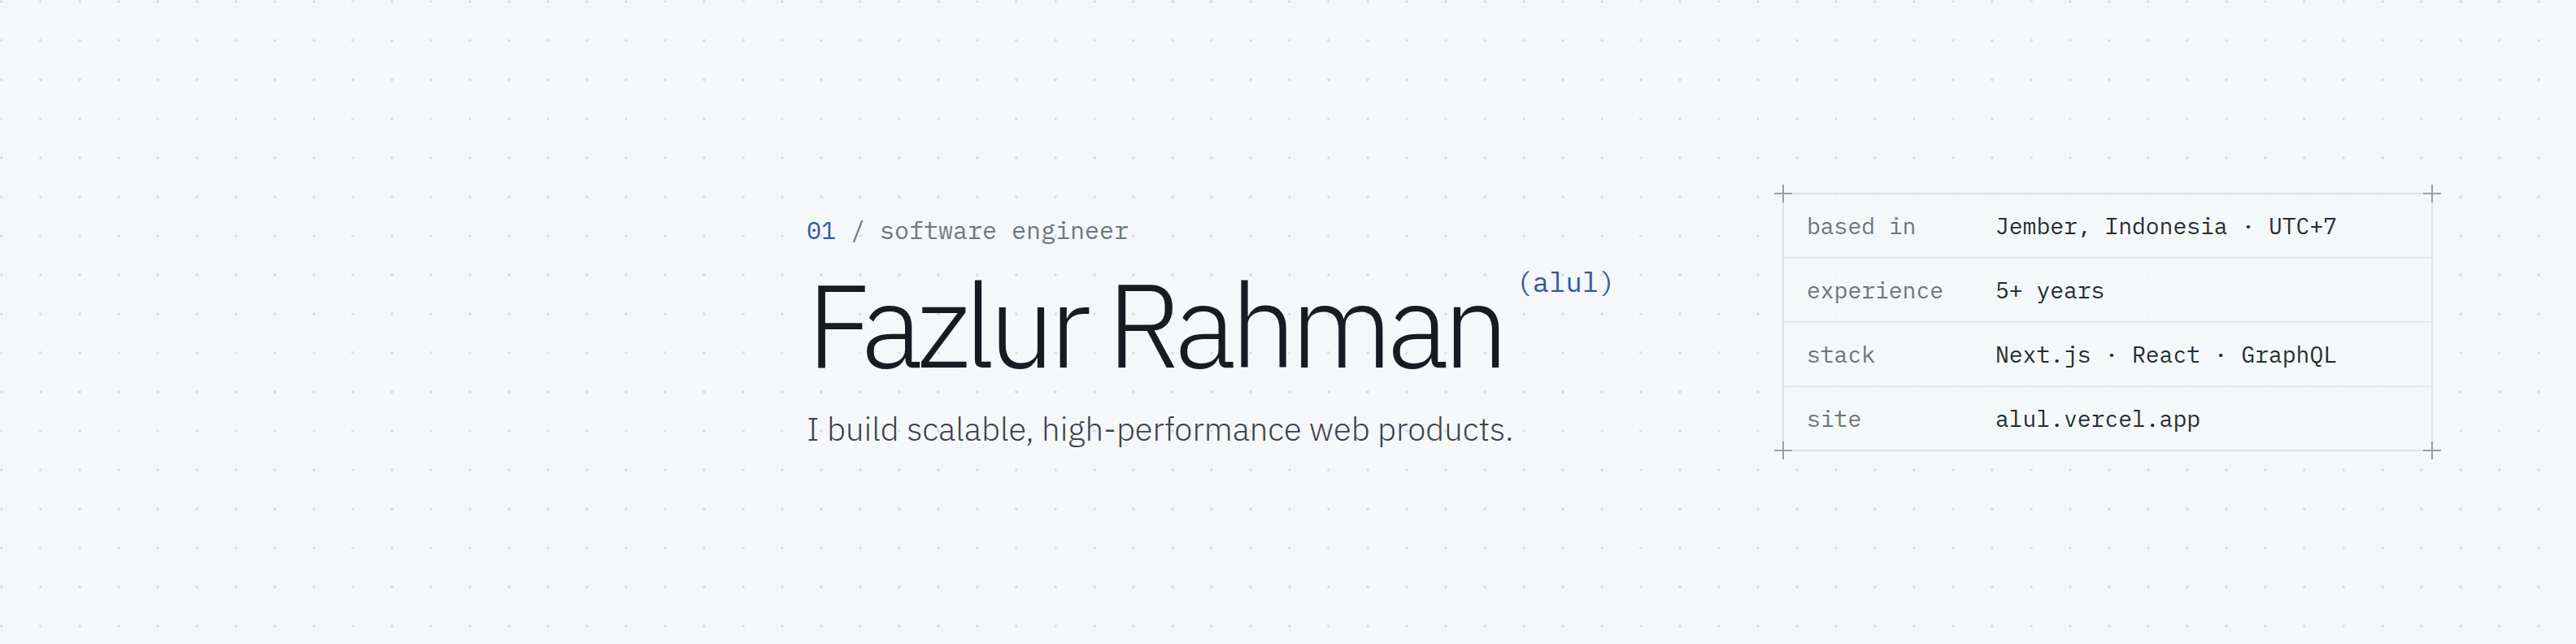 01 / software engineer
Fazlur Rahman (alul)
I build scalable, high-performance web products.
based in Jember, Indonesia · UTC+7
experience 5+ years
stack Next.js · React · GraphQL
site alul.vercel.app